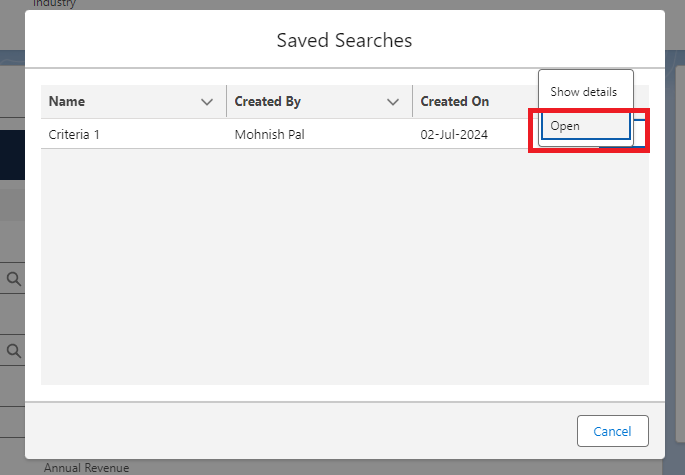 Industry
Saved Searches
Name Created By Created On
Show details
Criteria 1 Mohnish Pal 02-Jul-2024
Open
Cancel
Annual Revenue